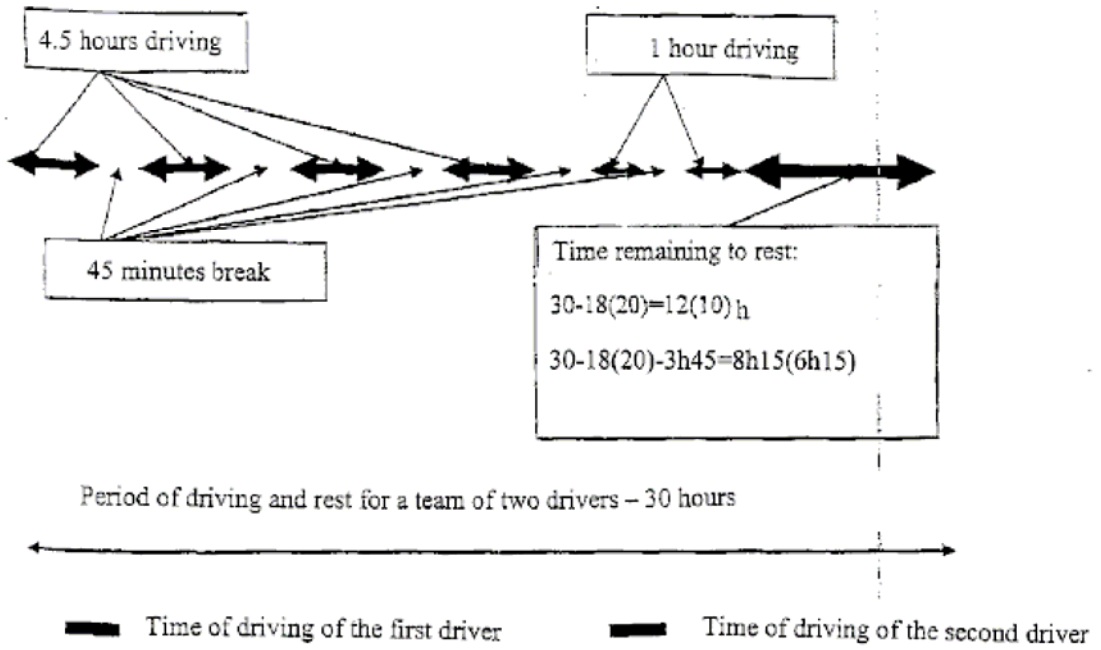 4.5 hours driving
1 hour driving
45 minutes break
Time remaining to rest:
30-18(20)=12(10) h
30-18(20)-3h45=8h15(6h15)
Period of driving and rest for a team of two drivers – 30 hours
Time of driving of the first driver
Time of driving of the second driver